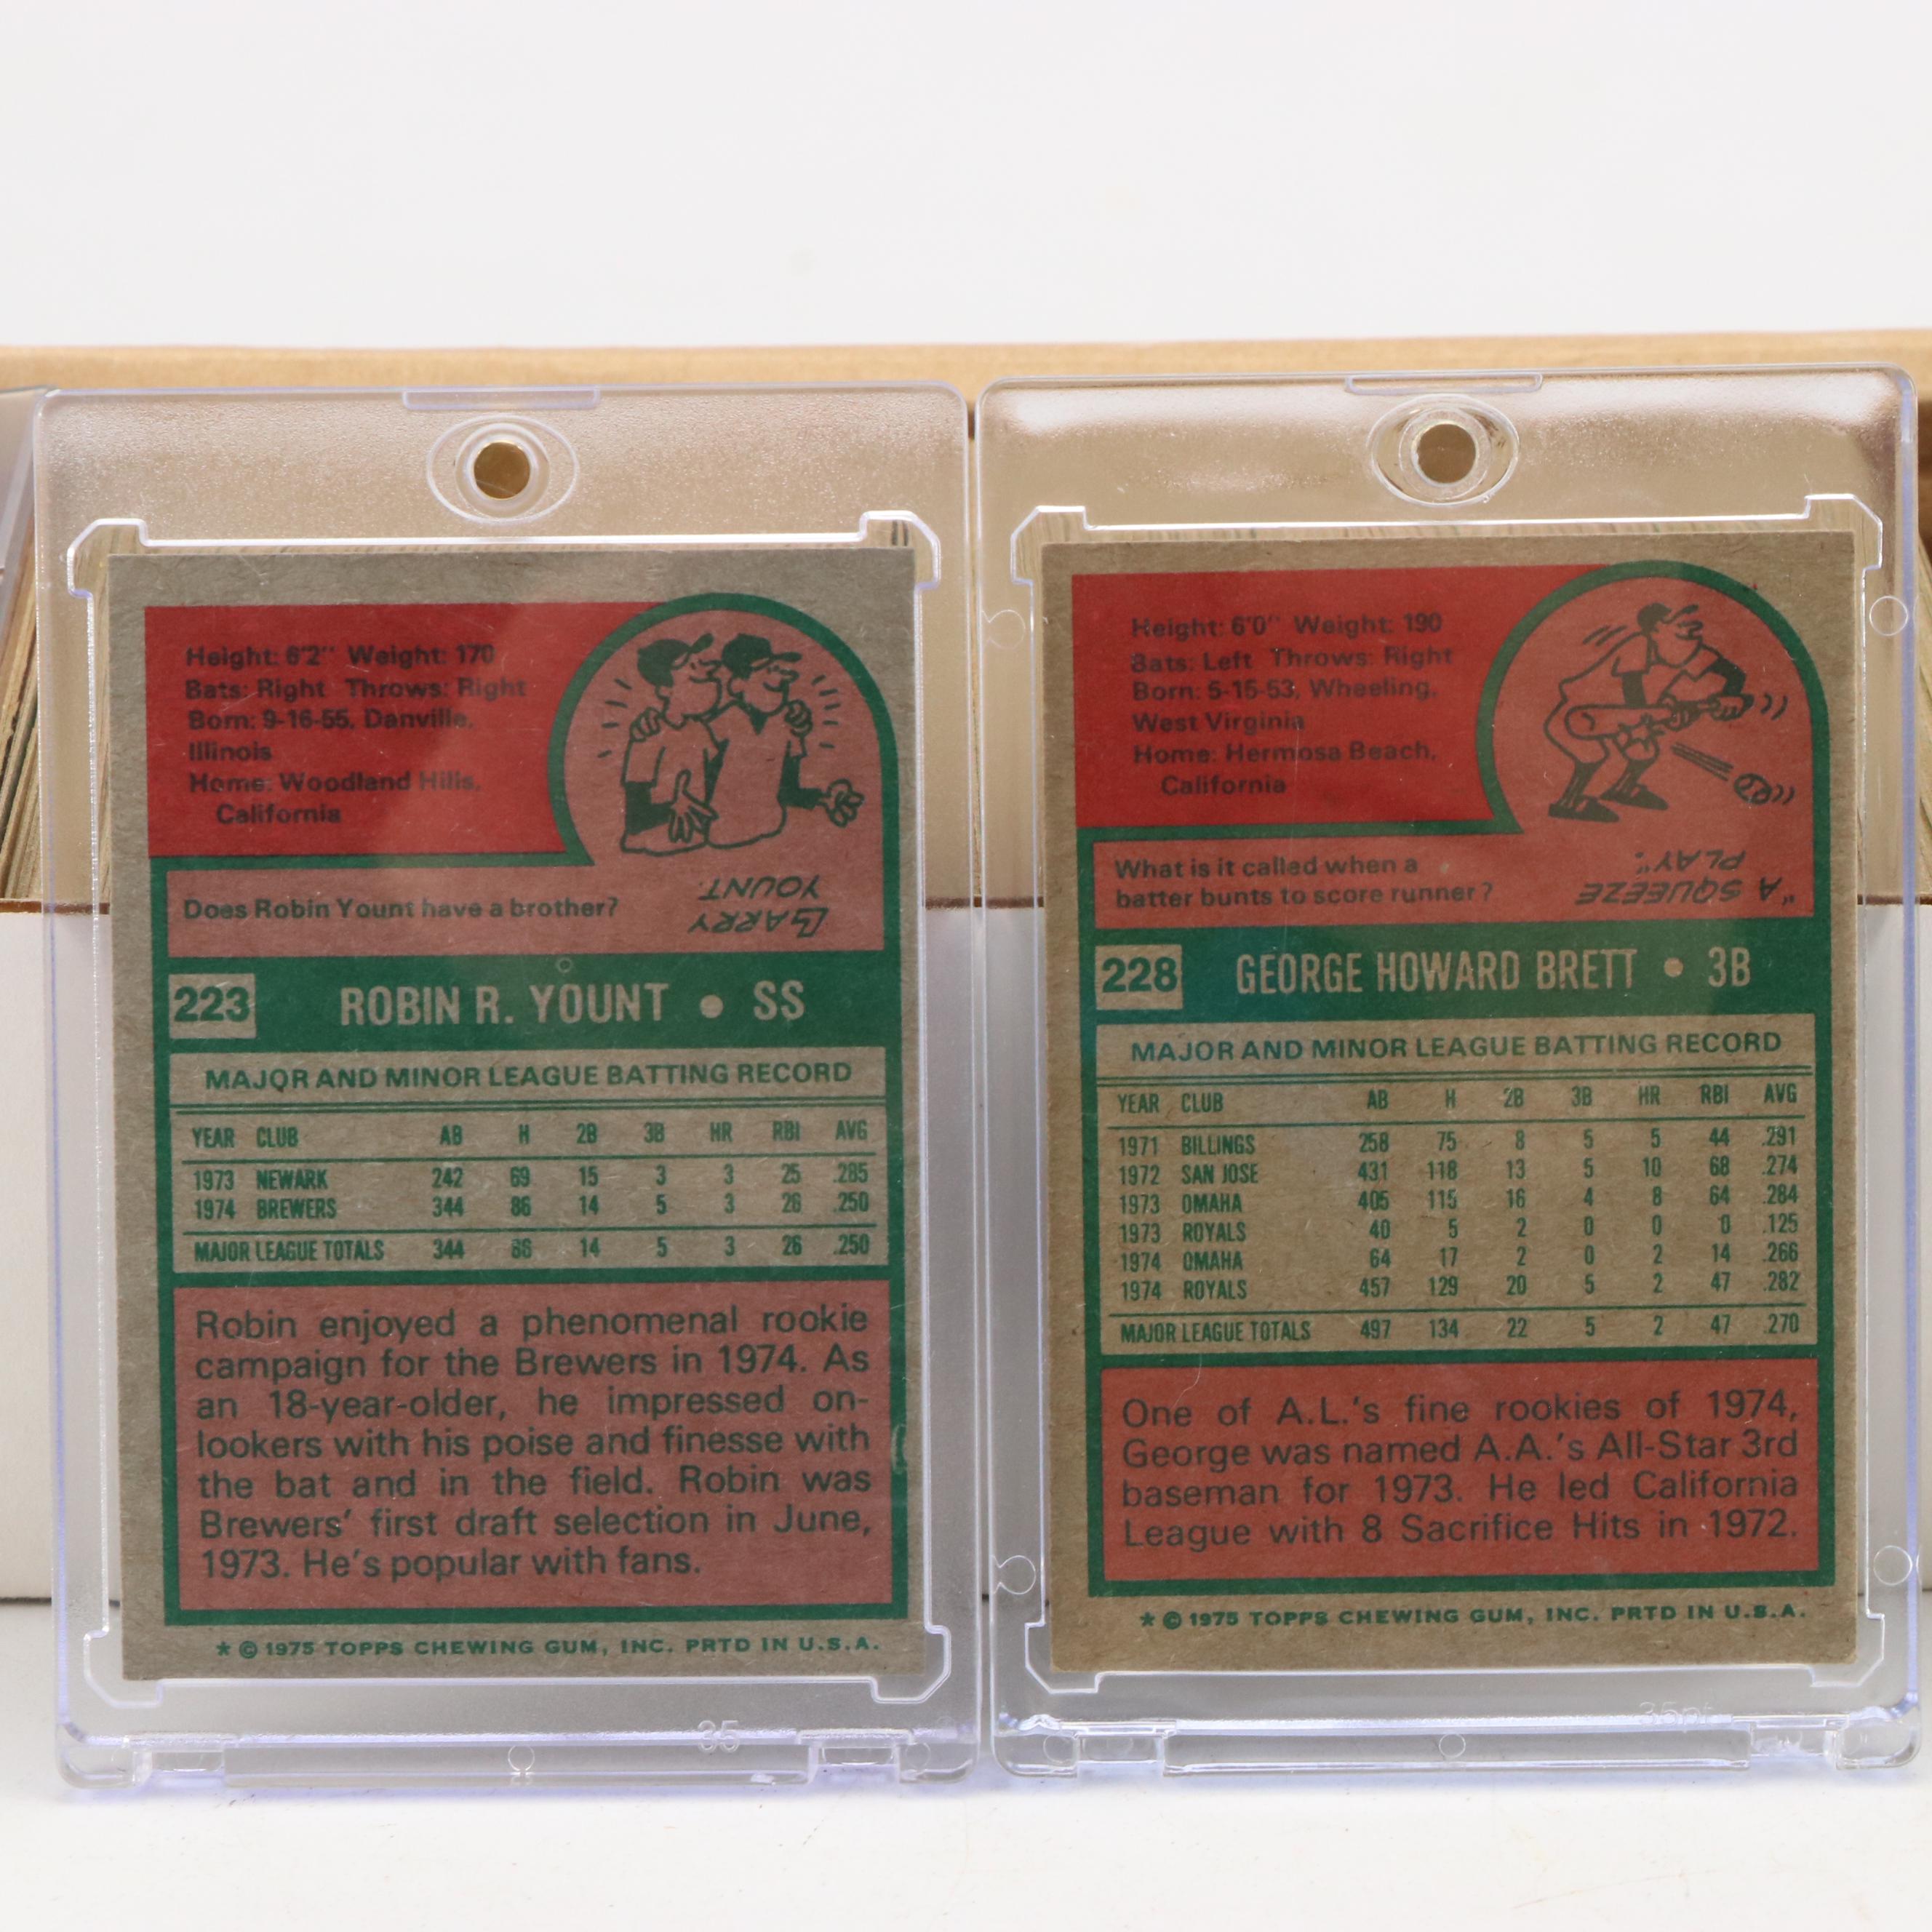 Height: 6'2" Weight: 170
Bats: Right Throws: Right
Born: 9-16-55, Danville,
Illinois
Home: Woodland Hills,
California
Does Robin Yount have a brother?
LARRY
YOUNT.
223 ROBIN R. YOUNT • SS
MAJOR AND MINOR LEAGUE BATTING RECORD
YEAR CLUB AB H 2B 3B HR RBI AVG
1973 NEWARK 242 69 15 3 3 25 .285
1974 BREWERS 344 86 14 5 3 26 .250
MAJOR LEAGUE TOTALS 344 86 14 5 3 26 .250
Robin enjoyed a phenomenal rookie
campaign for the Brewers in 1974. As
an 18-year-older, he impressed on-
lookers with his poise and finesse with
the bat and in the field. Robin was
Brewers' first draft selection in June,
1973. He's popular with fans.
* © 1975 TOPPS CHEWING GUM, INC. PRTD IN U.S.A.
35
Height: 6'0" Weight: 190
Bats: Left Throws: Right
Born: 5-15-53, Wheeling,
West Virginia
Home: Hermosa Beach,
California
What is it called when a
batter bunts to score runner?
"A SQUEEZE
PLAY".
228 GEORGE HOWARD BRETT • 3B
MAJOR AND MINOR LEAGUE BATTING RECORD
YEAR CLUB AB H 2B 3B HR RBI AVG
1971 BILLINGS 258 75 8 5 5 44 .291
1972 SAN JOSE 431 118 13 5 10 68 .274
1973 OMAHA 405 115 16 4 8 64 .284
1973 ROYALS 40 5 2 0 0 0 .125
1974 OMAHA 64 17 2 0 2 14 .266
1974 ROYALS 457 129 20 5 2 47 .282
MAJOR LEAGUE TOTALS 497 134 22 5 2 47 .270
One of A.L.'s fine rookies of 1974,
George was named A.A.'s All-Star 3rd
baseman for 1973. He led California
League with 8 Sacrifice Hits in 1972.
* © 1975 TOPPS CHEWING GUM, INC. PRTD IN U.S.A.
35pt